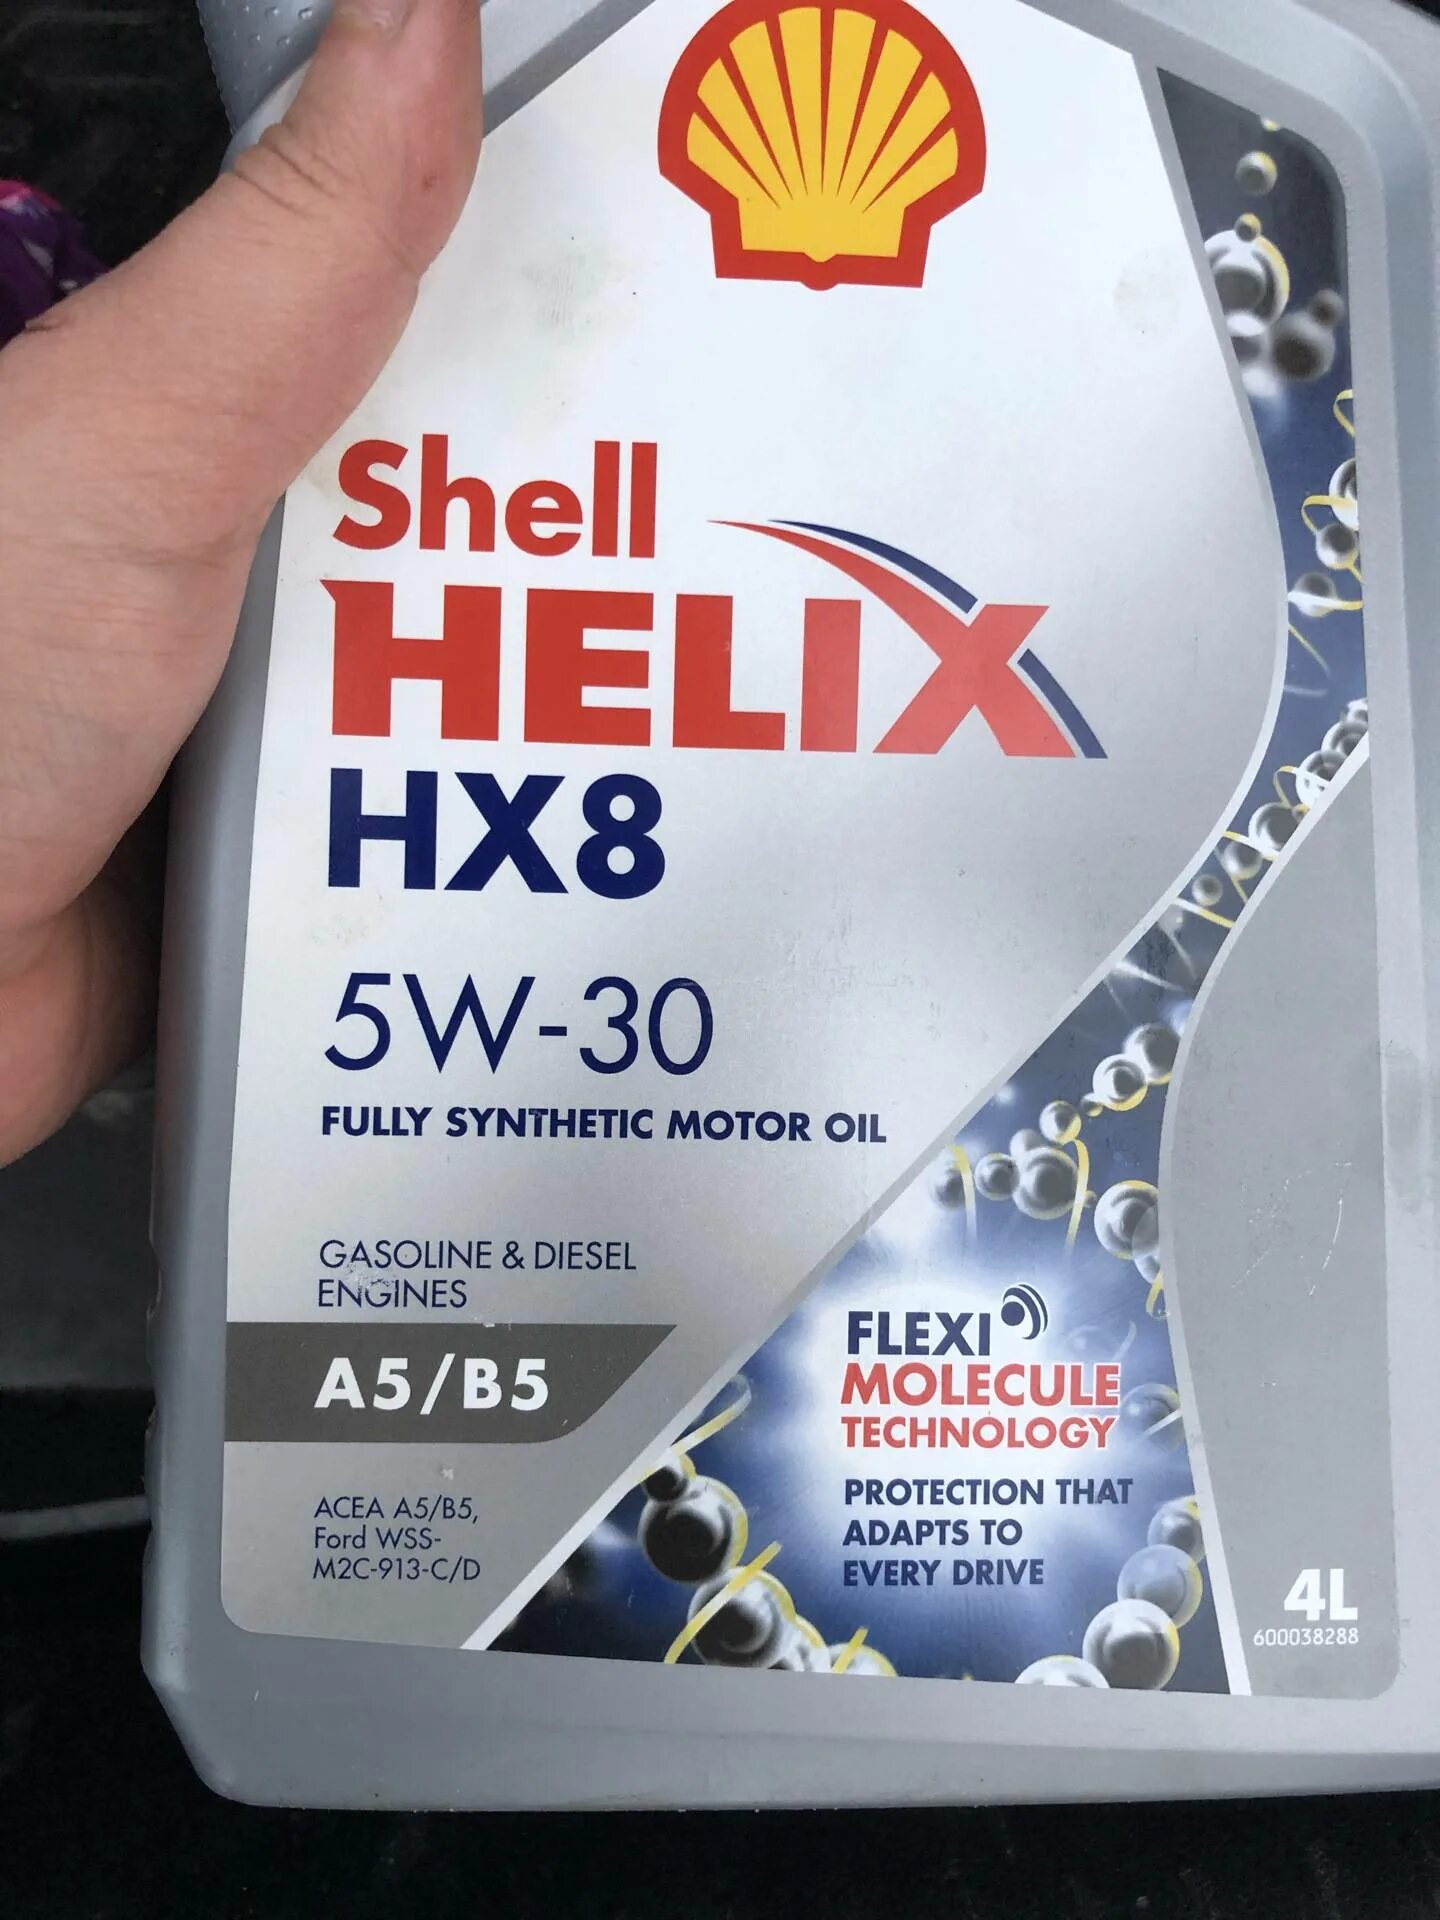 Shell
HELIX
HX8
5W-30
FULLY SYNTHETIC MOTOR OIL
GASOLINE & DIESEL
ENGINES
A5/B5
ACEA A5/B5,
Ford WSS-
M2C-913-C/D
FLEXI
MOLECULE
TECHNOLOGY
PROTECTION THAT
ADAPTS TO
EVERY DRIVE
4L
600038288